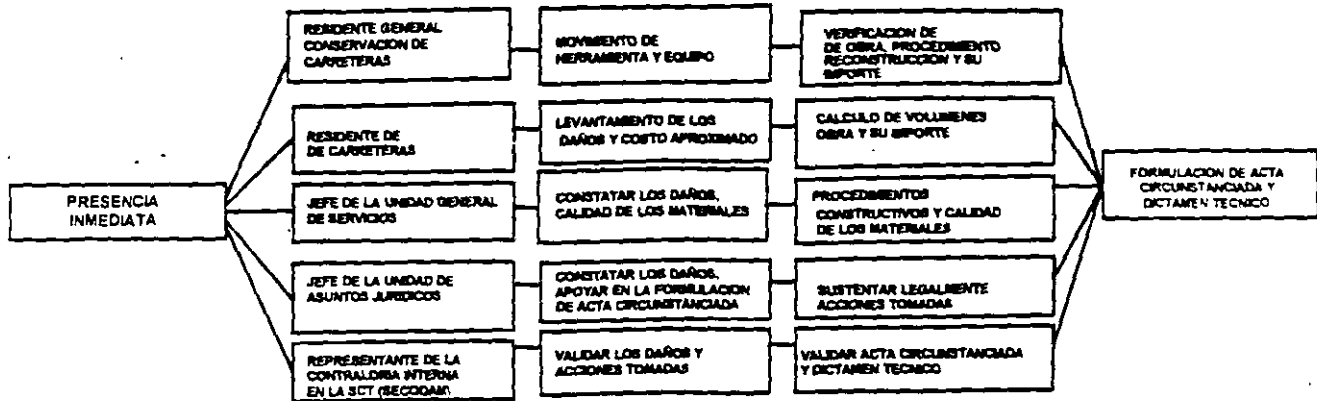 PRESENCIA
INMEDIATA
RESIDENTE GENERAL
CONSERVACION DE
CARRETERAS
MOVIMIENTO DE
HERRAMIENTA Y EQUIPO
VERIFICACION DE
DE OBRA, PROCEDIMIENTO
RECONSTRUCCION Y SU
IMPORTE
RESIDENTE DE
DE CARRETERAS
LEVANTAMIENTO DE LOS
DAÑOS Y COSTO APROXIMADO
CALCULO DE VOLUMENES
OBRA Y SU IMPORTE
JEFE DE LA UNIDAD GENERAL
DE SERVICIOS
CONSTATAR LOS DAÑOS,
CALIDAD DE LOS MATERIALES
PROCEDIMIENTOS
CONSTRUCTIVOS Y CALIDAD
DE LOS MATERIALES
JEFE DE LA UNIDAD DE
ASUNTOS JURIDICOS
CONSTATAR LOS DAÑOS,
APOYAR EN LA FORMULACION
DE ACTA CIRCUNSTANCIADA
SUSTENTAR LEGALMENTE
ACCIONES TOMADAS
REPRESENTANTE DE LA
CONTRALORIA INTERNA
EN LA SCT (SECODAM)
VALIDAR LOS DAÑOS Y
ACCIONES TOMADAS
VALIDAR ACTA CIRCUNSTANCIADA
Y DICTAMEN TECNICO
FORMULACION DE ACTA
CIRCUNSTANCIADA Y
DICTAMEN TECNICO